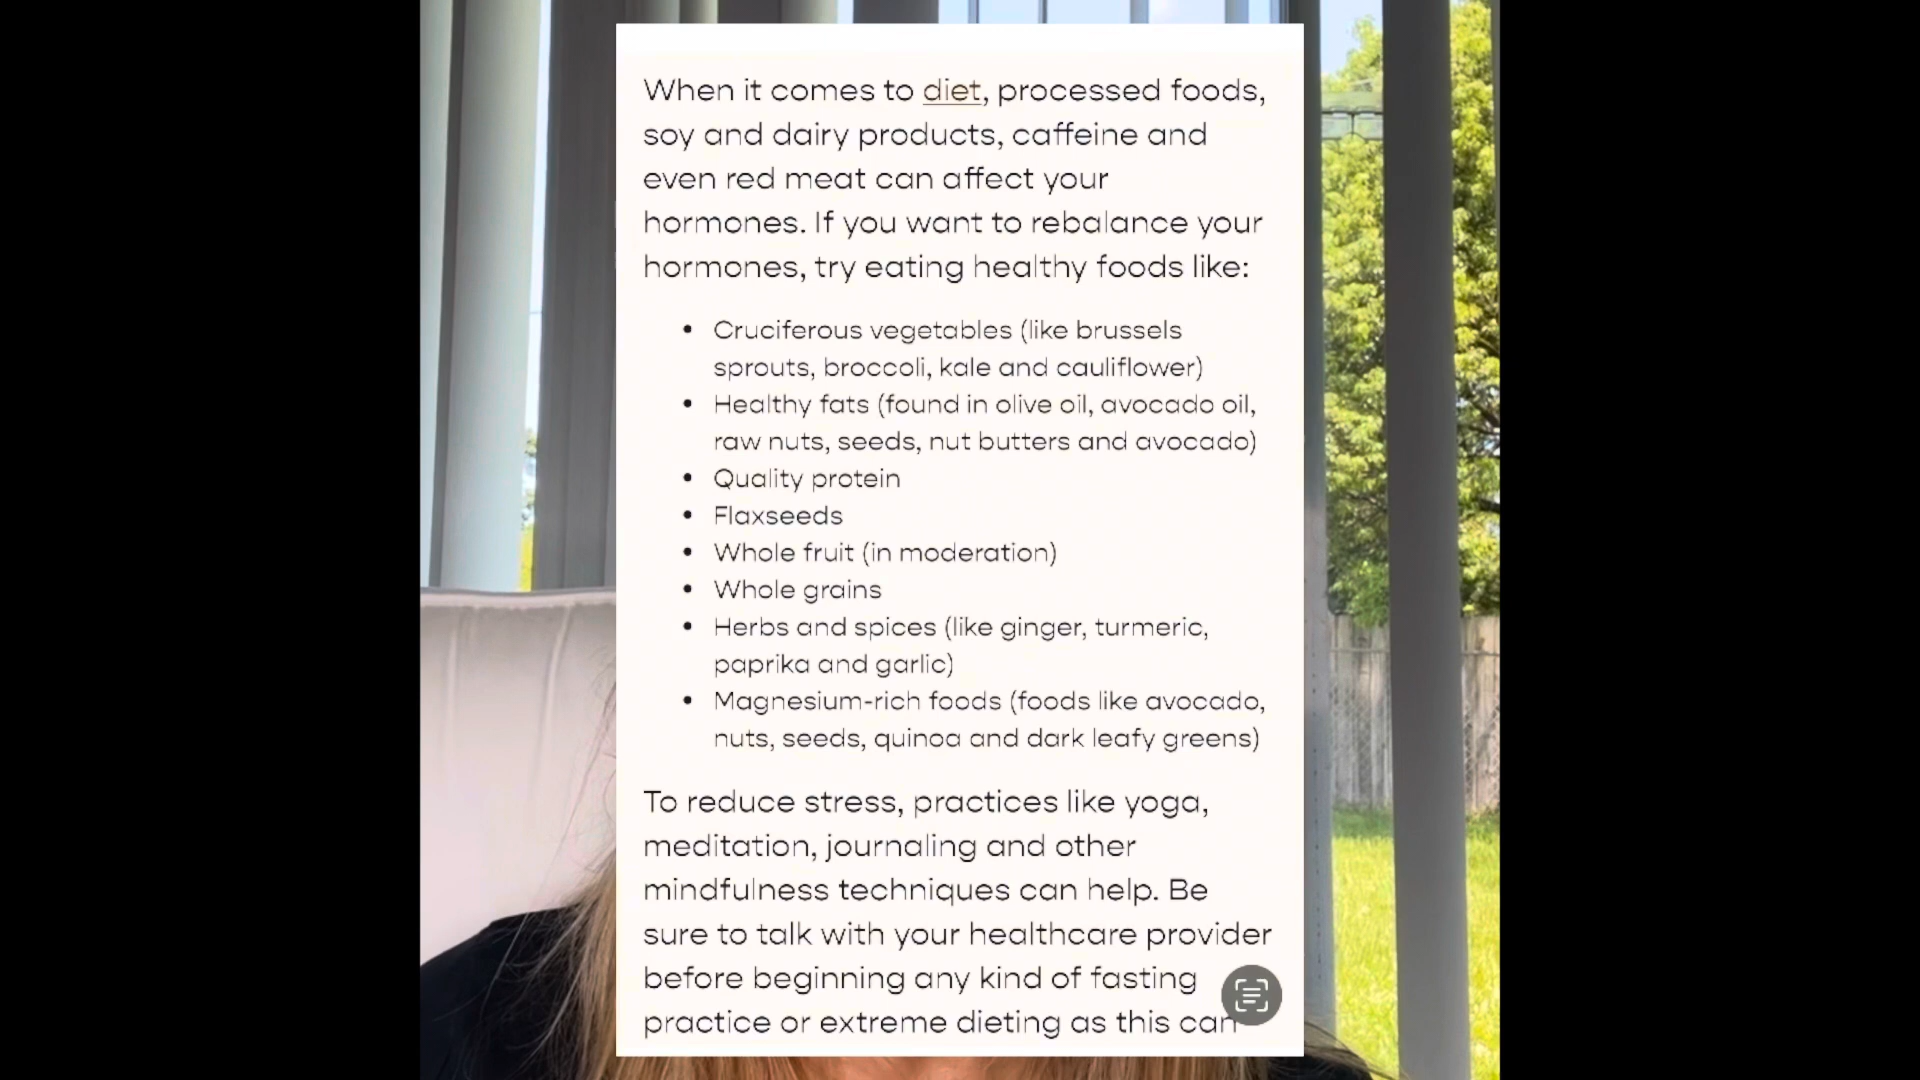 When it comes to diet, processed foods,
soy and dairy products, caffeine and
even red meat can affect your
hormones. If you want to rebalance your
hormones, try eating healthy foods like:
• Cruciferous vegetables (like brussels
sprouts, broccoli, kale and cauliflower)
• Healthy fats (found in olive oil, avocado oil,
raw nuts, seeds, nut butters and avocado)
• Quality protein
• Flaxseeds
• Whole fruit (in moderation)
• Whole grains
• Herbs and spices (like ginger, turmeric,
paprika and garlic)
• Magnesium-rich foods (foods like avocado,
nuts, seeds, quinoa and dark leafy greens)
To reduce stress, practices like yoga,
meditation, journaling and other
mindfulness techniques can help. Be
sure to talk with your healthcare provider
before beginning any kind of fasting
practice or extreme dieting as this can